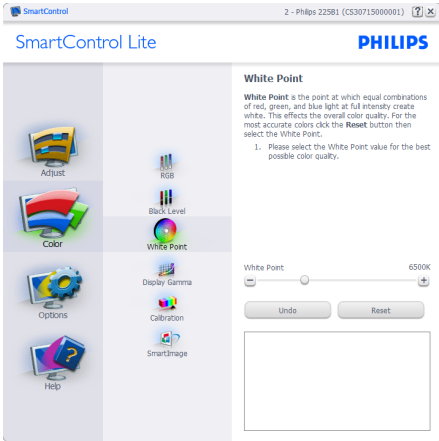 SmartControl
2 - Philips 225B1 (CS30715000001)
?
SmartControl Lite
PHILIPS
Adjust
Color
Options
Help
RGB
Black Level
White Point
Display Gamma
Calibration
SmartImage
White Point
White Point is the point at which equal combinations
of red, green, and blue light at full intensity create
white. This effects the overall color quality. For the
most accurate colors click the Reset button then
select the White Point.
1. Please select the White Point value for the best
possible color quality.
White Point 6500K
Undo
Reset